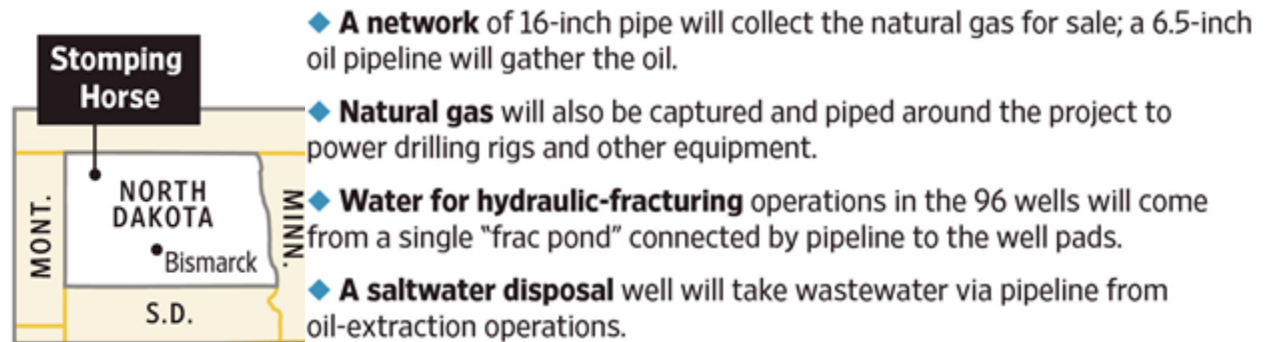 Stomping
Horse
MONT.
NORTH
DAKOTA
Bismarck
MINN.
S.D.
◆ A network of 16-inch pipe will collect the natural gas for sale; a 6.5-inch
oil pipeline will gather the oil.
◆ Natural gas will also be captured and piped around the project to
power drilling rigs and other equipment.
◆ Water for hydraulic-fracturing operations in the 96 wells will come
from a single “frac pond” connected by pipeline to the well pads.
◆ A saltwater disposal well will take wastewater via pipeline from
oil-extraction operations.